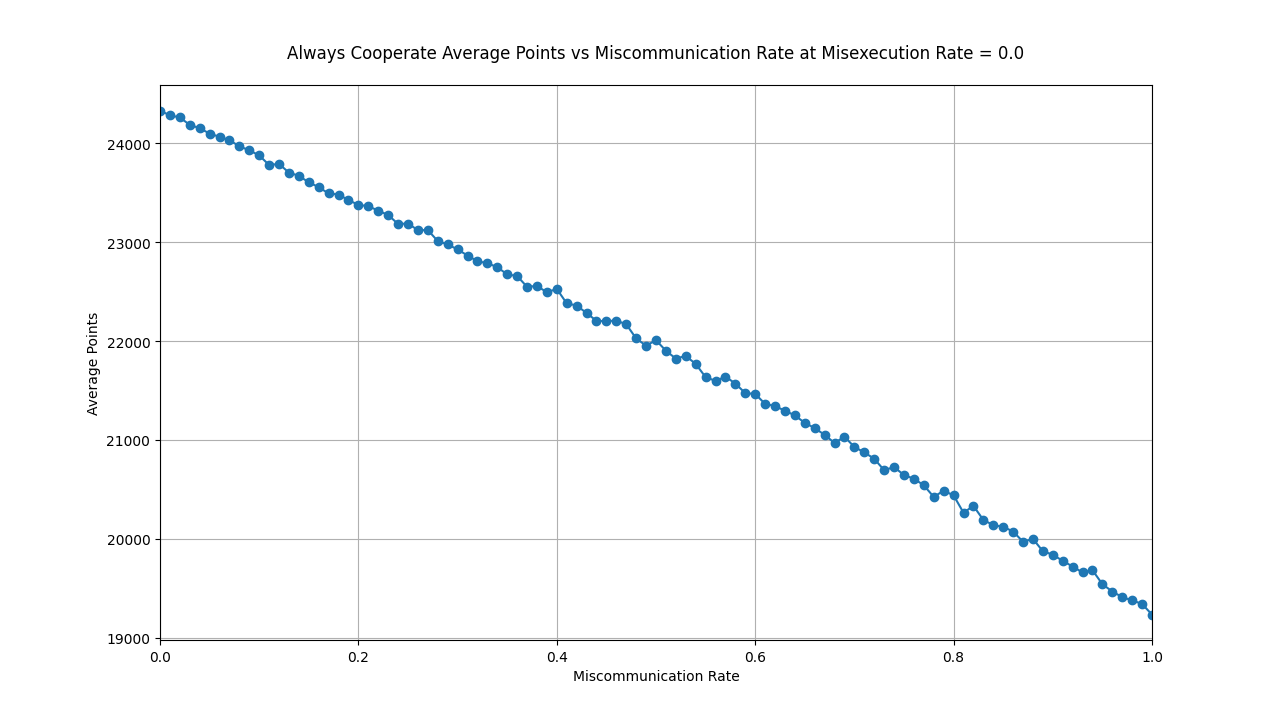 Always Cooperate Average Points vs Miscommunication Rate at Misexecution Rate = 0.0
24000
23000
22000
21000
20000
19000
Average Points
0.0 0.2 0.4 0.6 0.8 1.0
Miscommunication Rate